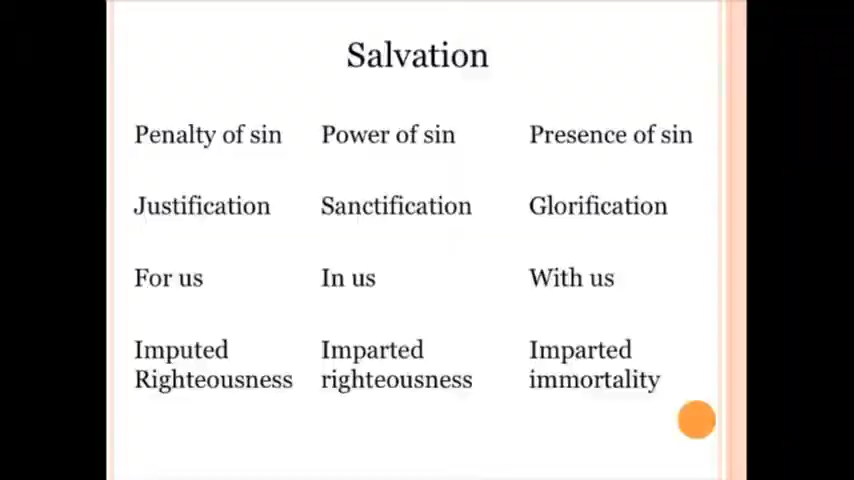 Salvation
Penalty of sin Power of sin Presence of sin
Justification Sanctification Glorification
For us In us With us
Imputed Imparted Imparted
Righteousness righteousness immortality